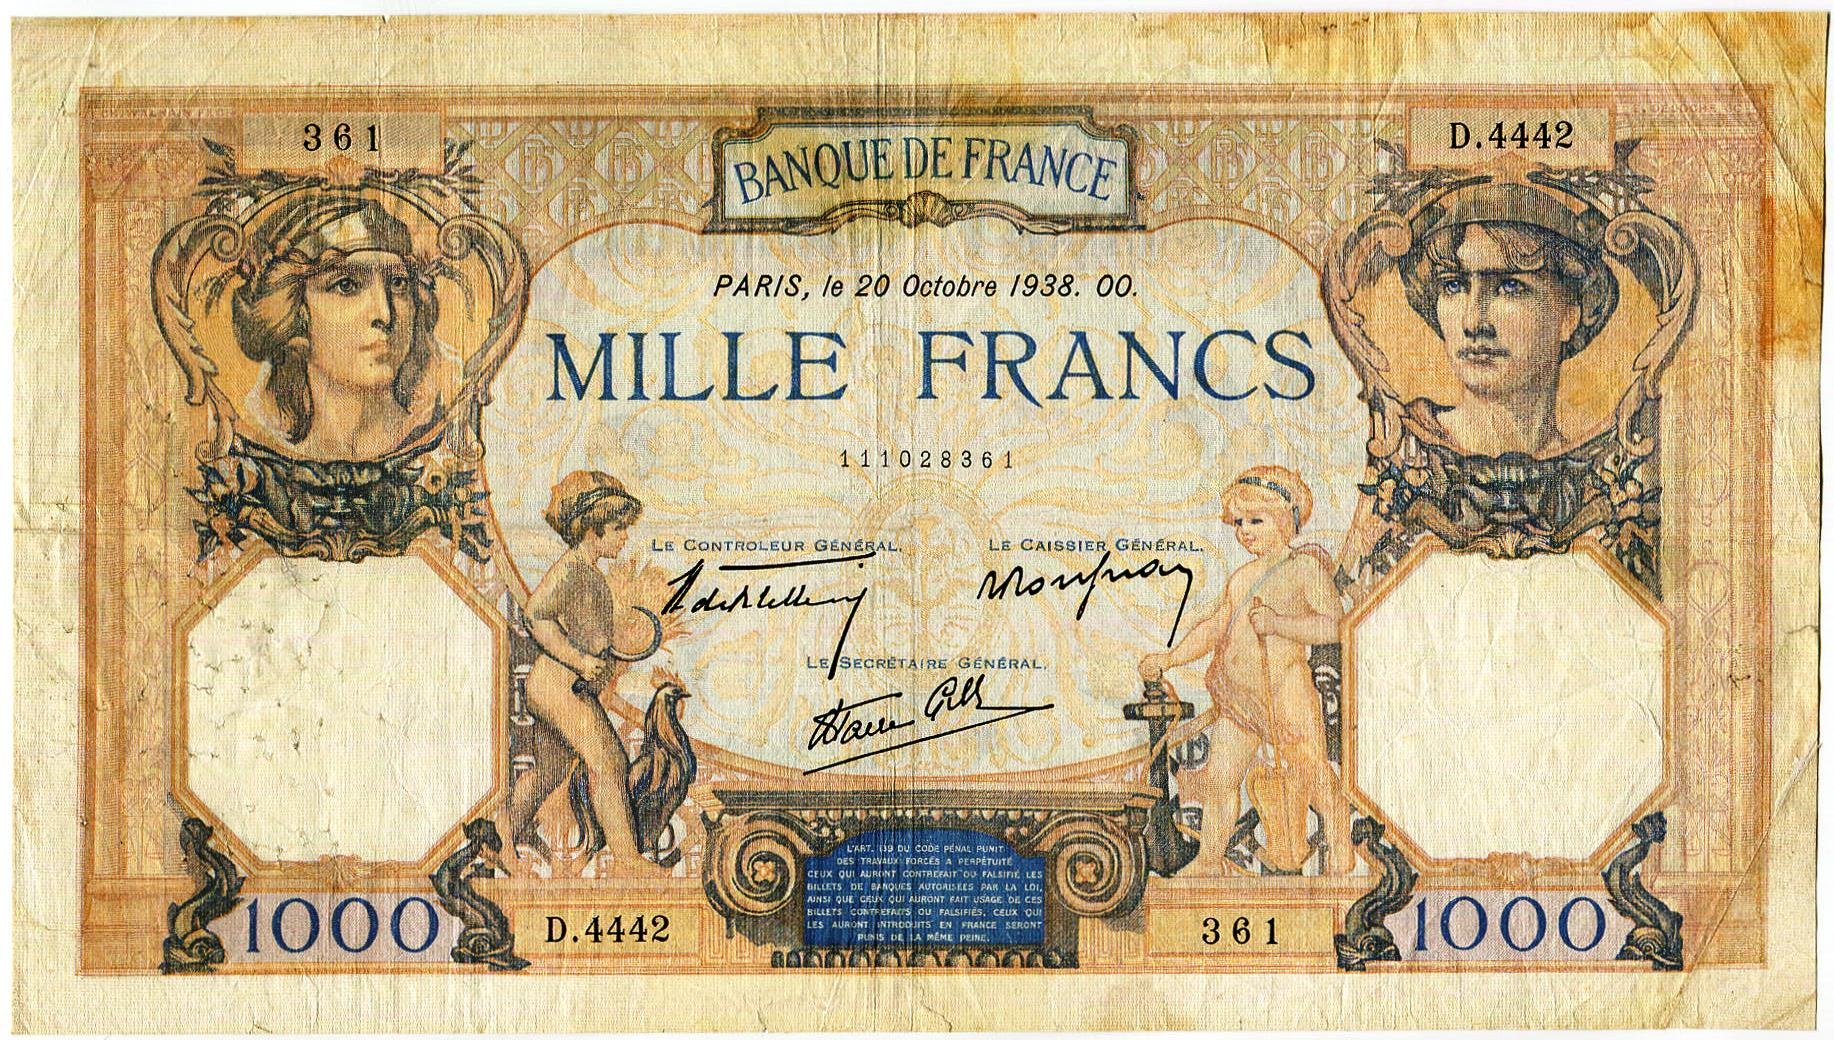 361
D.4442
BANQUE DE FRANCE
PARIS, le 20 Octobre 1938. OO.
MILLE FRANCS
111028361
LE CONTROLEUR GÉNÉRAL,
LE CAISSIER GÉNÉRAL,
LE SECRÉTAIRE GÉNÉRAL,
L'ART. 139 DU CODE PÉNAL PUNIT
DES TRAVAUX FORCÉS A PERPÉTUITÉ
CEUX QUI AURONT CONTREFAIT OU FALSIFIÉ LES
BILLETS DE BANQUES AUTORISÉES PAR LA LOI,
AINSI QUE CEUX QUI AURONT FAIT USAGE DE CES
BILLETS CONTREFAITS OU FALSIFIÉS. CEUX QUI
LES AURONT INTRODUITS EN FRANCE SERONT
PUNIS DE LA MÊME PEINE.
1000
D.4442
361
1000